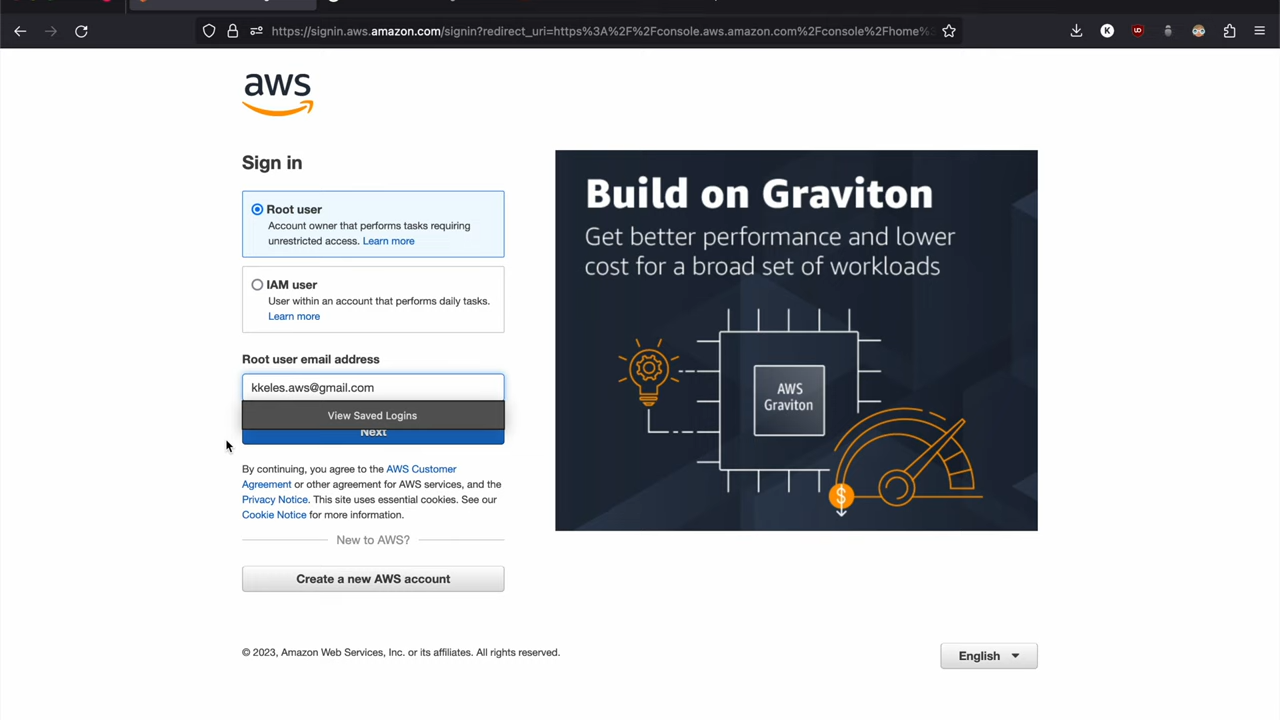 https://signin.aws.amazon.com/signin?redirect_uri=https%3A%2F%2Fconsole.aws.amazon.com%2Fconsole%2Fhome%
K
aws
Sign in
Root user
Account owner that performs tasks requiring
unrestricted access. Learn more
IAM user
User within an account that performs daily tasks.
Learn more
Root user email address
kkeles.aws@gmail.com
View Saved Logins
Next
By continuing, you agree to the AWS Customer
Agreement or other agreement for AWS services, and the
Privacy Notice. This site uses essential cookies. See our
Cookie Notice for more information.
New to AWS?
Create a new AWS account
Build on Graviton
Get better performance and lower
cost for a broad set of workloads
AWS
Graviton
$
© 2023, Amazon Web Services, Inc. or its affiliates. All rights reserved.
English